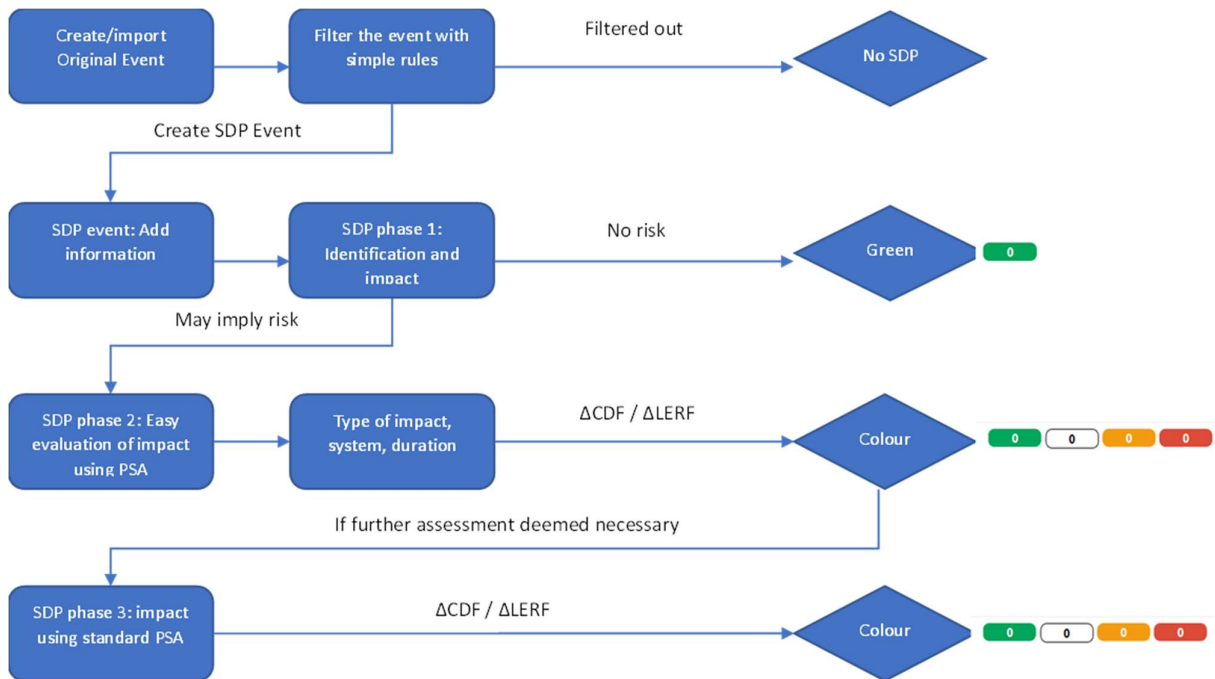 Create/import
Original Event
Filter the event with
simple rules
Filtered out
No SDP
Create SDP Event
SDP event: Add
information
SDP phase 1:
Identification and
impact
No risk
Green
0
May imply risk
SDP phase 2: Easy
evaluation of impact
using PSA
Type of impact,
system, duration
ΔCDF / ΔLERF
Colour
0 0 0 0
If further assessment deemed necessary
SDP phase 3: impact
using standard PSA
ΔCDF / ΔLERF
Colour
0 0 0 0